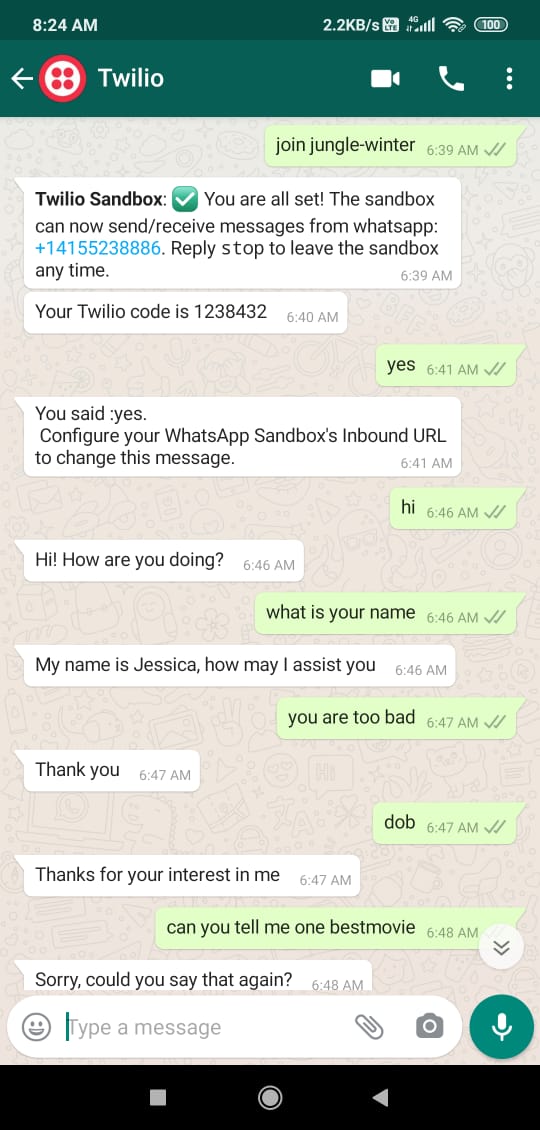 8:24 AM
2.2KB/s Vo LTE 4G 100
Twilio
join jungle-winter 6:39 AM
Twilio Sandbox: ✅ You are all set! The sandbox
can now send/receive messages from whatsapp:
+14155238886. Reply stop to leave the sandbox
any time. 6:39 AM
Your Twilio code is 1238432 6:40 AM
yes 6:41 AM
You said :yes.
Configure your WhatsApp Sandbox's Inbound URL
to change this message. 6:41 AM
hi 6:46 AM
Hi! How are you doing? 6:46 AM
what is your name 6:46 AM
My name is Jessica, how may I assist you 6:46 AM
you are too bad 6:47 AM
Thank you 6:47 AM
dob 6:47 AM
Thanks for your interest in me 6:47 AM
can you tell me one bestmovie 6:48 AM
Sorry, could you say that again? 6:48 AM
Type a message